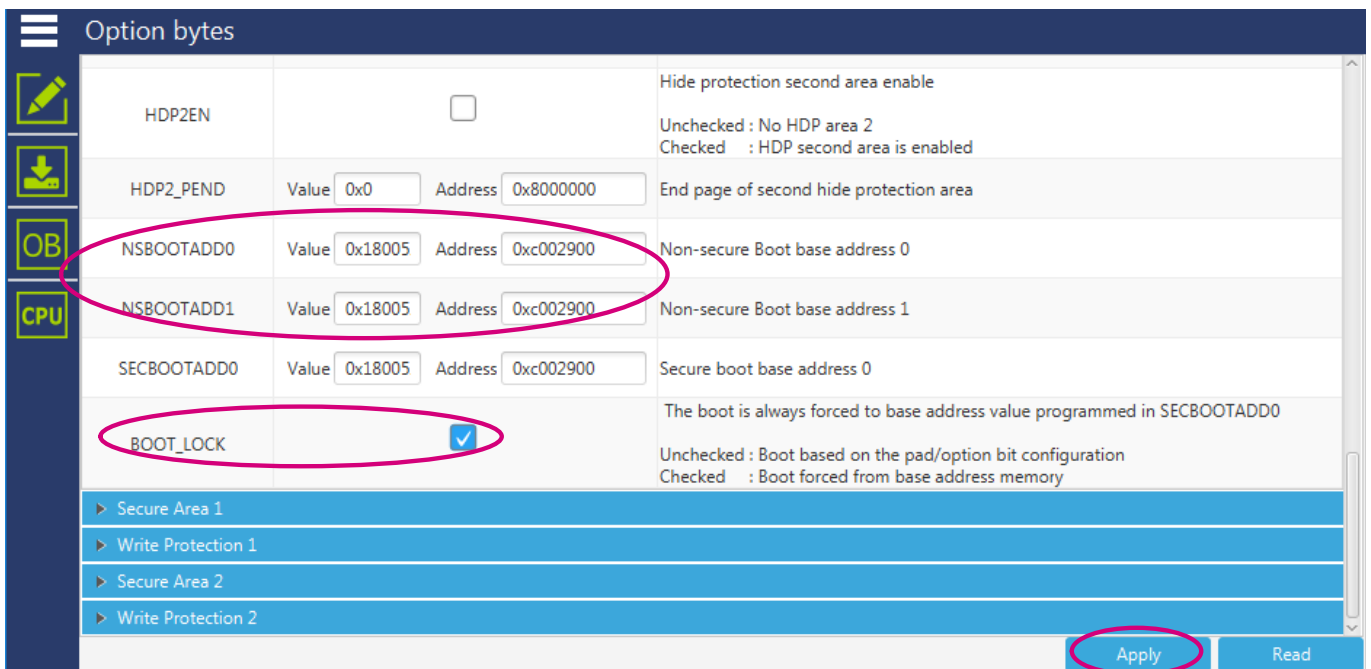 Option bytes
Hide protection second area enable
HDP2EN
Unchecked : No HDP area 2
Checked : HDP second area is enabled
HDP2_PEND Value 0x0 Address 0x8000000 End page of second hide protection area
OB
NSBOOTADD0 Value 0x18005 Address 0xc002900 Non-secure Boot base address 0
CPU
NSBOOTADD1 Value 0x18005 Address 0xc002900 Non-secure Boot base address 1
SECBOOTADD0 Value 0x18005 Address 0xc002900 Secure boot base address 0
The boot is always forced to base address value programmed in SECBOOTADD0
BOOT_LOCK
Unchecked : Boot based on the pad/option bit configuration
Checked : Boot forced from base address memory
Secure Area 1
Write Protection 1
Secure Area 2
Write Protection 2
Apply Read